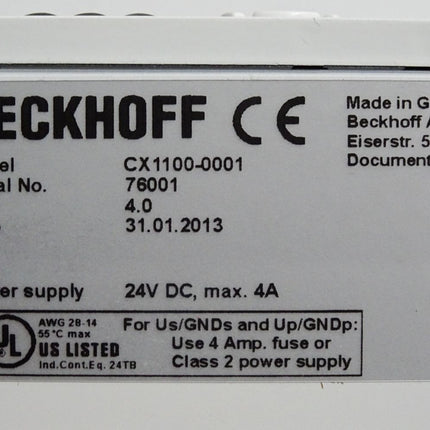 ECKHOFF CE
Made in G
Beckhoff A
Eiserstr. 5
Document
el CX1100-0001
al No. 76001
4.0
31.01.2013
er supply 24V DC, max. 4A
UL
AWG 28-14
55°C max
US LISTED
Ind.Cont.Eq. 24TB
For Us/GNDs and Up/GNDp:
Use 4 Amp. fuse or
Class 2 power supply